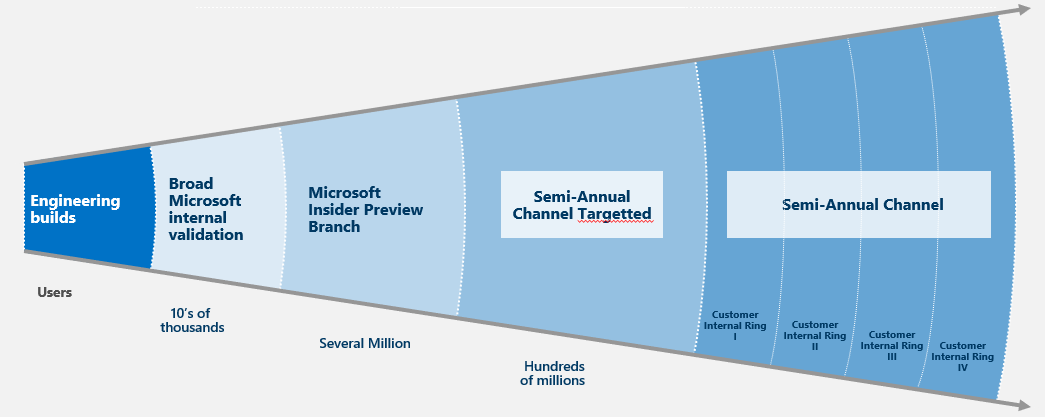 Engineering
builds
Broad
Microsoft
internal
validation
Microsoft
Insider Preview
Branch
Semi-Annual
Channel Targetted
Semi-Annual Channel
Users
10's of
thousands
Several Million
Hundreds
of millions
Customer
Internal Ring
I
Customer
Internal Ring
II
Customer
Internal Ring
III
Customer
Internal Ring
IV